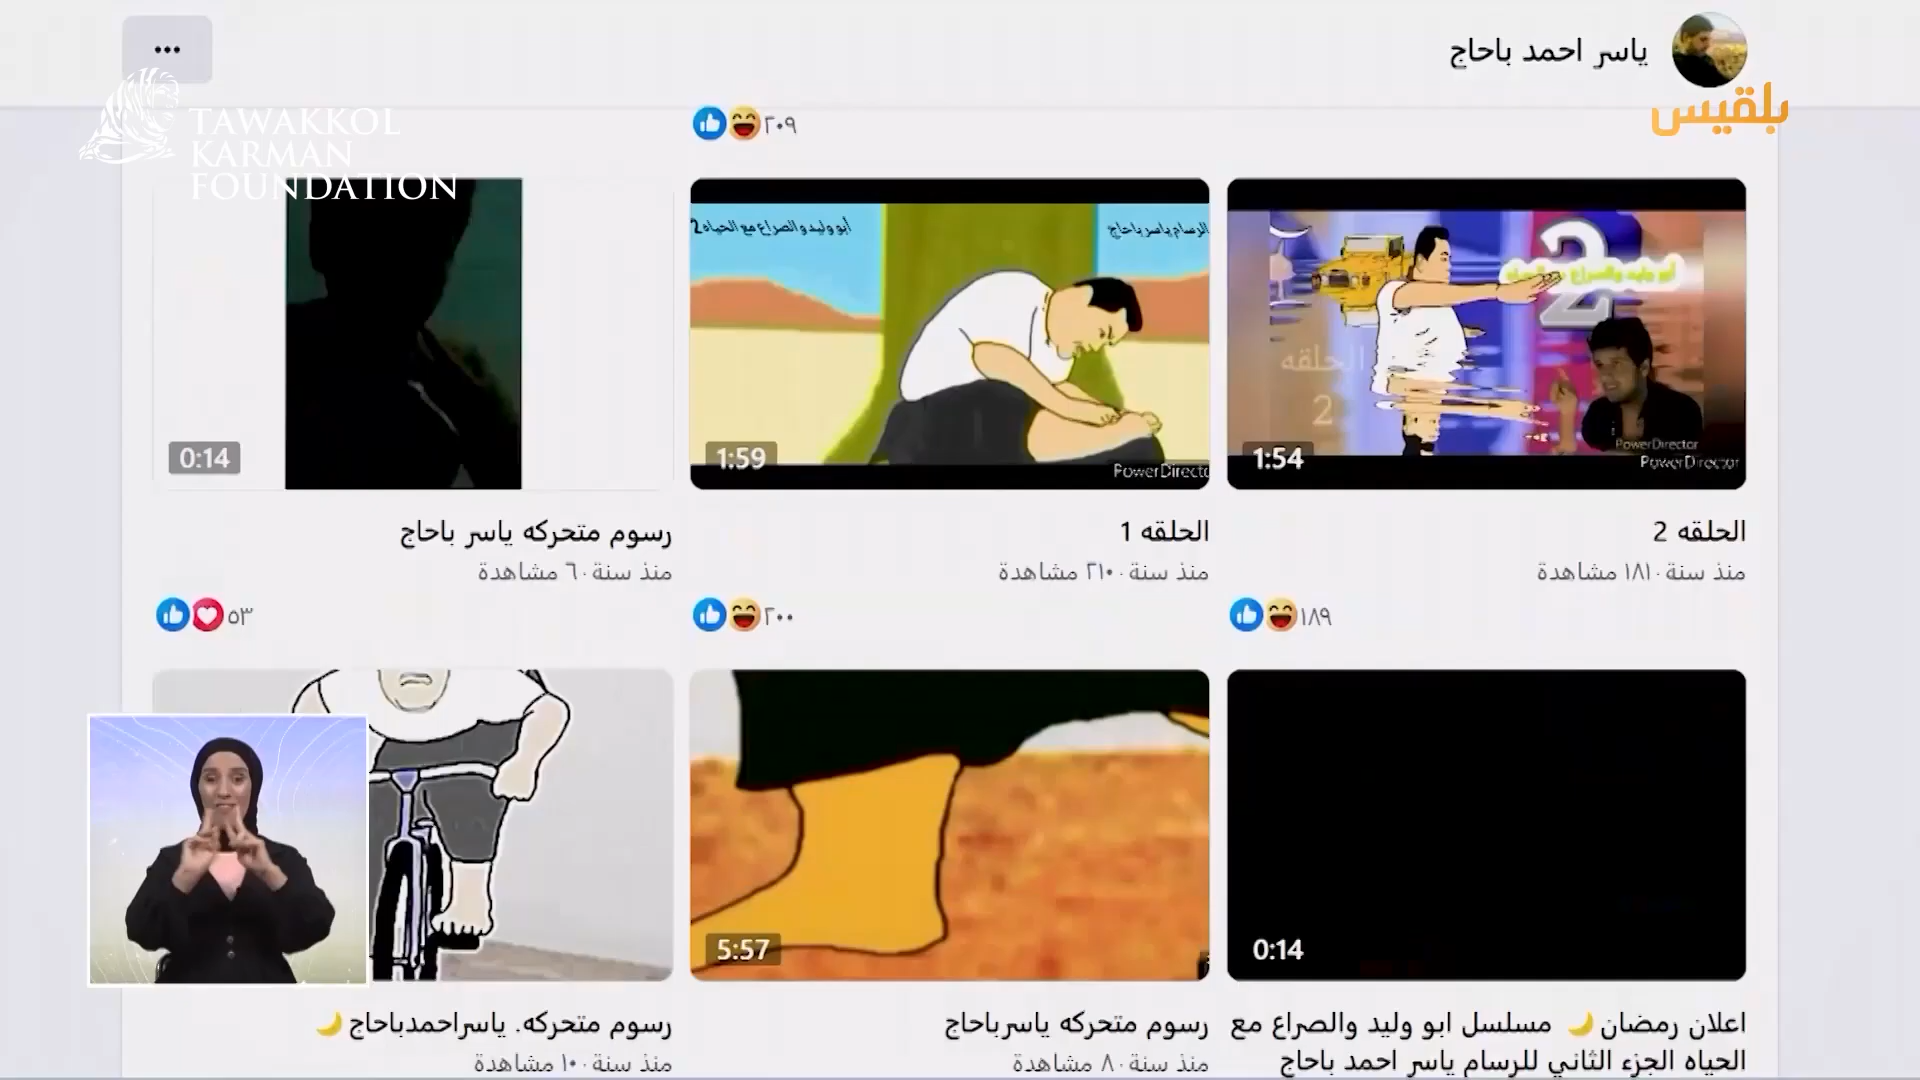 ياسر احمد باحاج
بلقيس
TAWAKKOL
KARMAN
FOUNDATION
٢٠٩
أبو وليد والصراع مع الحياه 2
الرسام ياسر باحاج
2
الحلقه
2
PowerDirector
PowerDirector
1:54
PowerDirecto
1:59
0:14
الحلقه 2
منذ سنة · ١٨١ مشاهدة
١٨٩
الحلقه 1
منذ سنة · ٢١٠ مشاهدة
٢٠٠
رسوم متحركه ياسر باحاج
منذ سنة · ٦٠ مشاهدة
٥٣
0:14
5:57
اعلان رمضان🌙 مسلسل ابو وليد والصراع مع
الحياه الجزء الثاني للرسام ياسر احمد باحاج
رسوم متحركه ياسرباحاج
منذ سنة · ٨٠ مشاهدة
رسوم متحركه. ياسراحمدباحاج🌙
منذ سنة · ١٠٠ مشاهدة